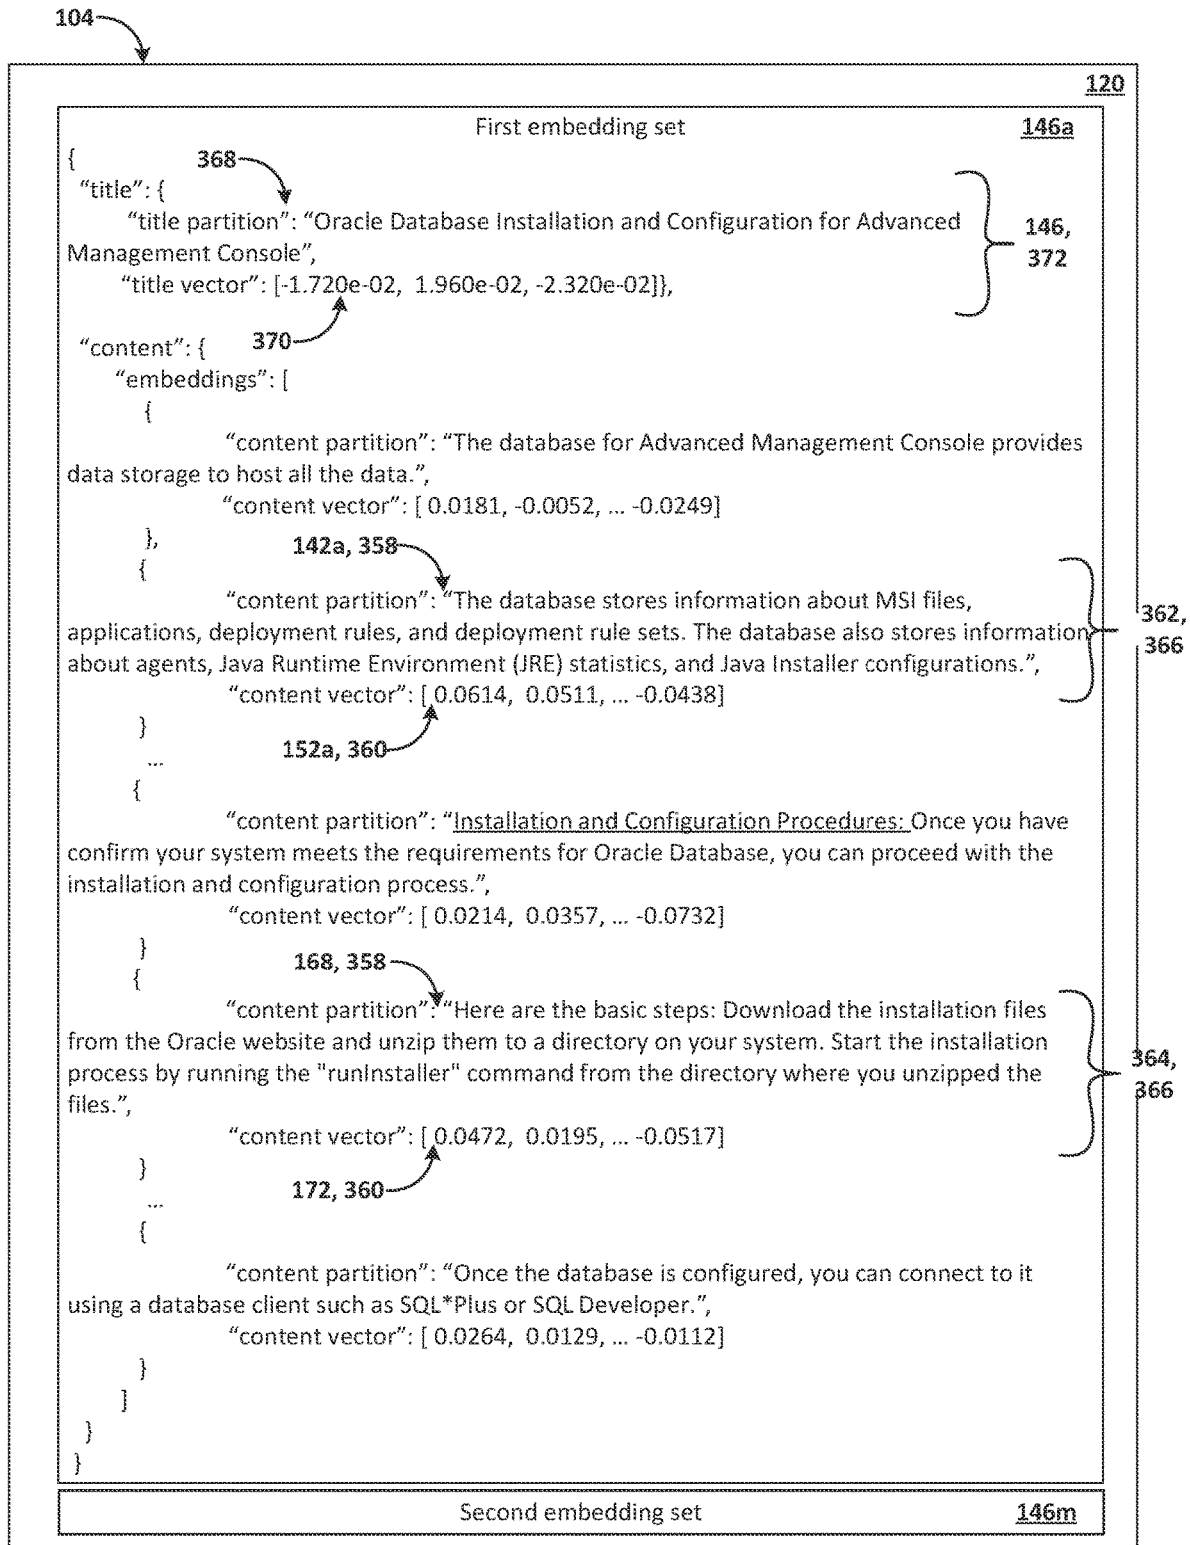 104
120
First embedding set 146a
{
368
“title”: {
“title partition”: “Oracle Database Installation and Configuration for Advanced
Management Console”,
“title vector”: [-1.720e-02, 1.960e-02, -2.320e-02]},
146,
372
370
“content”: {
“embeddings”: [
{
“content partition”: “The database for Advanced Management Console provides
data storage to host all the data.”,
“content vector”: [ 0.0181, -0.0052, ... -0.0249]
},
142a, 358
{
“content partition”: “The database stores information about MSI files,
applications, deployment rules, and deployment rule sets. The database also stores information
about agents, Java Runtime Environment (JRE) statistics, and Java Installer configurations.”,
“content vector”: [ 0.0614, 0.0511, ... -0.0438]
362,
366
}
152a, 360
...
{
“content partition”: “Installation and Configuration Procedures: Once you have
confirm your system meets the requirements for Oracle Database, you can proceed with the
installation and configuration process.”,
“content vector”: [ 0.0214, 0.0357, ... -0.0732]
}
168, 358
{
“content partition”: “Here are the basic steps: Download the installation files
from the Oracle website and unzip them to a directory on your system. Start the installation
process by running the "runInstaller" command from the directory where you unzipped the
files.”,
“content vector”: [ 0.0472, 0.0195, ... -0.0517]
364,
366
}
172, 360
...
{
“content partition”: “Once the database is configured, you can connect to it
using a database client such as SQL*Plus or SQL Developer.”,
“content vector”: [ 0.0264, 0.0129, ... -0.0112]
}
]
}
}
Second embedding set 146m